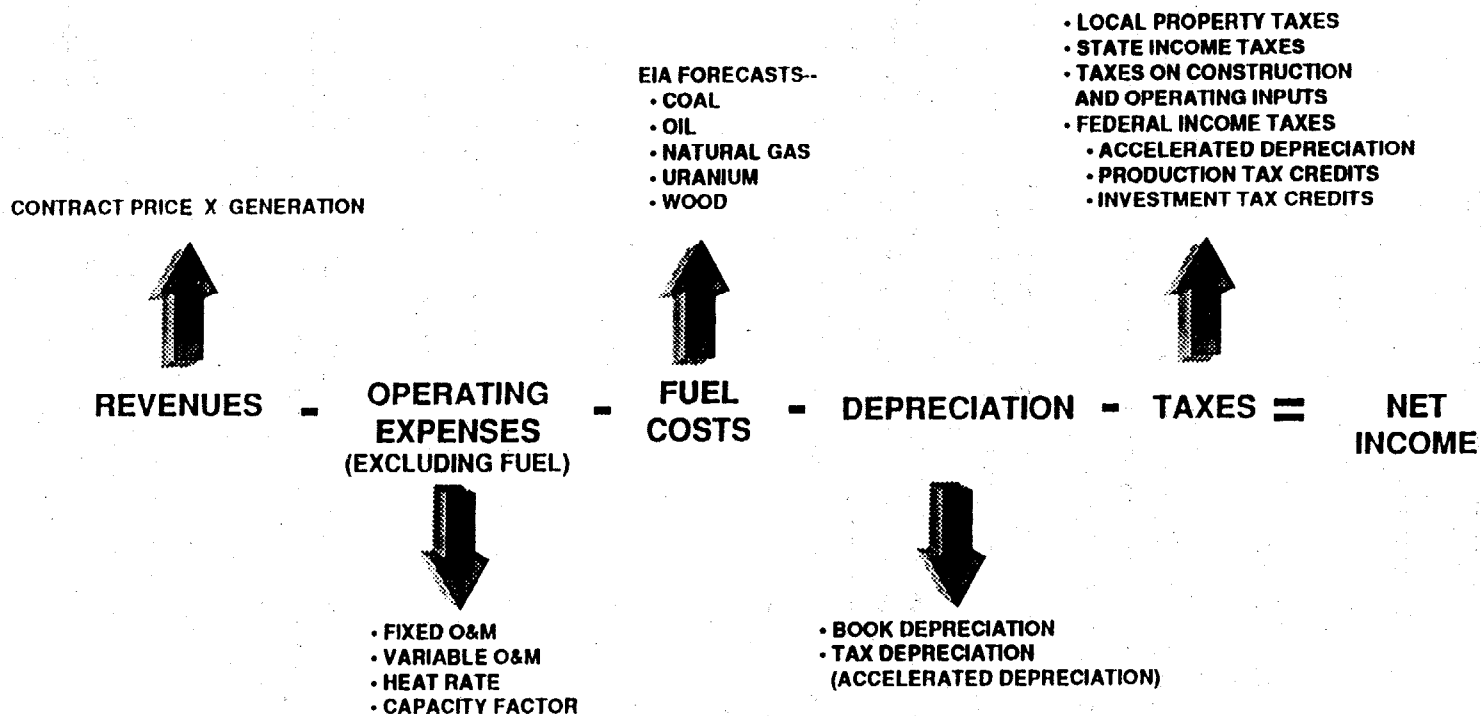 • LOCAL PROPERTY TAXES
• STATE INCOME TAXES
• TAXES ON CONSTRUCTION
AND OPERATING INPUTS
• FEDERAL INCOME TAXES
• ACCELERATED DEPRECIATION
• PRODUCTION TAX CREDITS
• INVESTMENT TAX CREDITS
EIA FORECASTS--
• COAL
• OIL
• NATURAL GAS
• URANIUM
• WOOD
CONTRACT PRICE X GENERATION
REVENUES - OPERATING EXPENSES (EXCLUDING FUEL) - FUEL COSTS - DEPRECIATION - TAXES = NET INCOME
• FIXED O&M
• VARIABLE O&M
• HEAT RATE
• CAPACITY FACTOR
• BOOK DEPRECIATION
• TAX DEPRECIATION
(ACCELERATED DEPRECIATION)